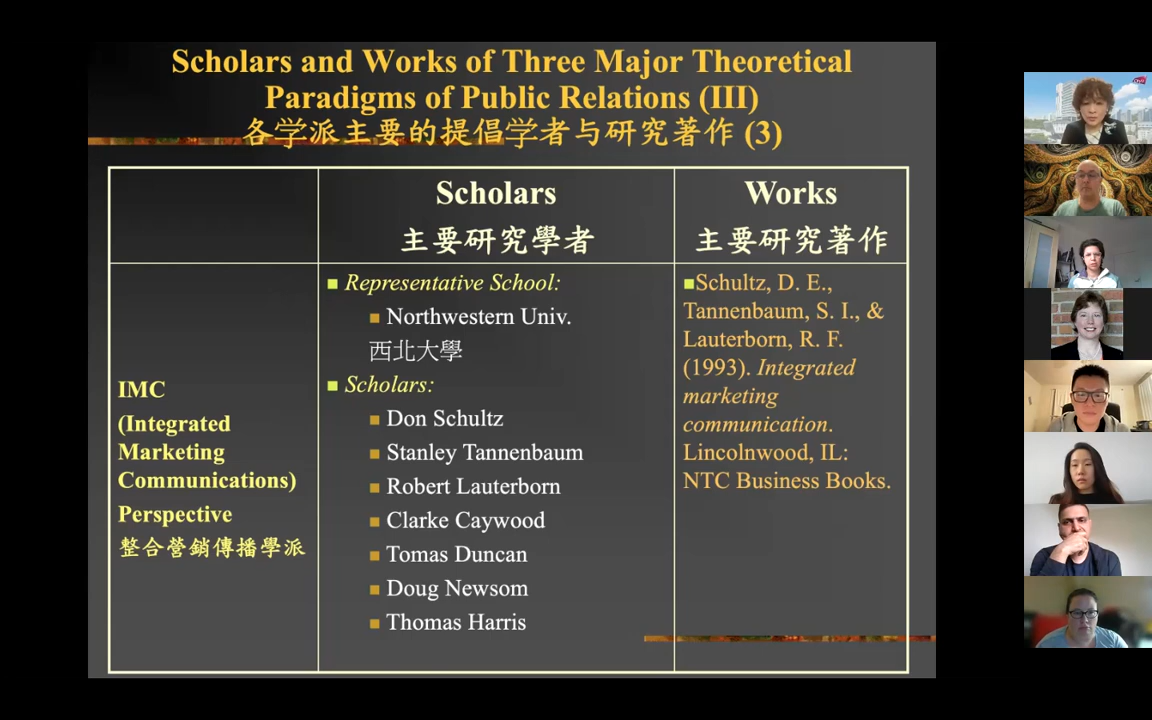 Scholars and Works of Three Major Theoretical
Paradigms of Public Relations (III)
各学派主要的提倡学者与研究著作 (3)
Scholars
主要研究學者
Works
主要研究著作
IMC
(Integrated
Marketing
Communications)
Perspective
整合營銷傳播學派
Representative School:
Northwestern Univ.
西北大學
Scholars:
Don Schultz
Stanley Tannenbaum
Robert Lauterborn
Clarke Caywood
Tomas Duncan
Doug Newsom
Thomas Harris
Schultz, D. E.,
Tannenbaum, S. I., &
Lauterborn, R. F.
(1993). Integrated
marketing
communication.
Lincolnwood, IL:
NTC Business Books.